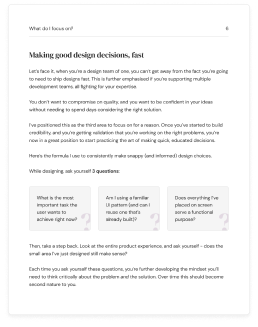 What do I focus on?
6
Making good design decisions, fast
Let's face it, when you're a design team of one, you can't get away from the fact you're going
to need to ship designs fast. This is further emphasised if you're supporting multiple
development teams, all fighting for your expertise.
You don't want to compromise on quality, and you want to be confident in your ideas
without needing to spend days considering the right solution.
I've positioned this as the third area to focus on for a reason. Once you've started to build
credibility, and you're getting validation that you're working on the right problems, you're
now in a great position to start practicing the art of making quick, educated decisions.
Here's the formula I use to consistently make snappy (and informed) design choices.
While designing, ask yourself 3 questions:
What is the most
important task the
user wants to
achieve right now?
Am I using a familiar
UI pattern (and can I
reuse one that's
already built)?
Does everything I've
placed on screen
serve a functional
purpose?
Then, take a step back. Look at the entire product experience, and ask yourself – does the
small area I've just designed still make sense?
Each time you ask yourself these questions, you're further developing the mindset you'll
need to think critically about the problem and the solution. Over time this should become
second nature to you.